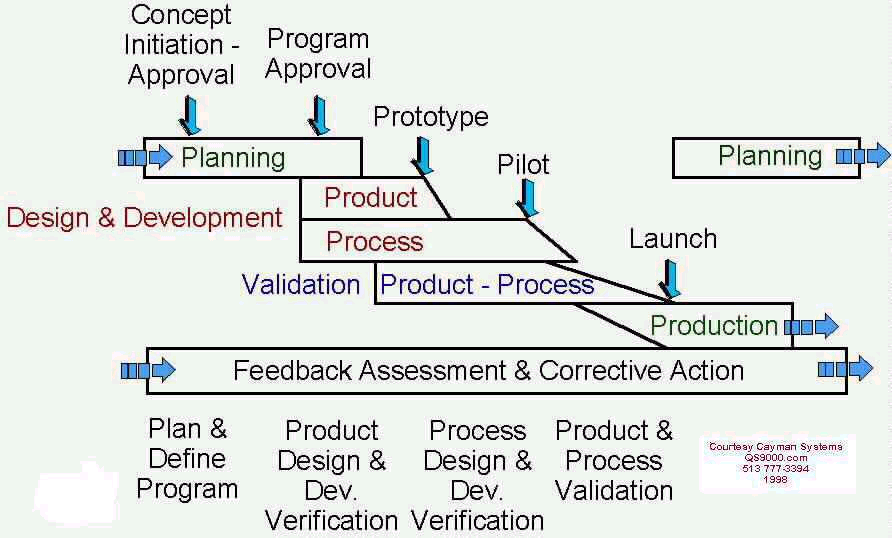 Concept
Initiation -
Approval
Program
Approval
Prototype
Pilot
Planning
Planning
Product
Design & Development
Process
Launch
Validation
Product - Process
Production
Feedback Assessment & Corrective Action
Plan &
Define
Program
Product
Design &
Dev.
Verification
Process
Design &
Dev.
Verification
Product &
Process
Validation
Courtesy Cayman Systems
QS9000.com
513 777-3394
1998